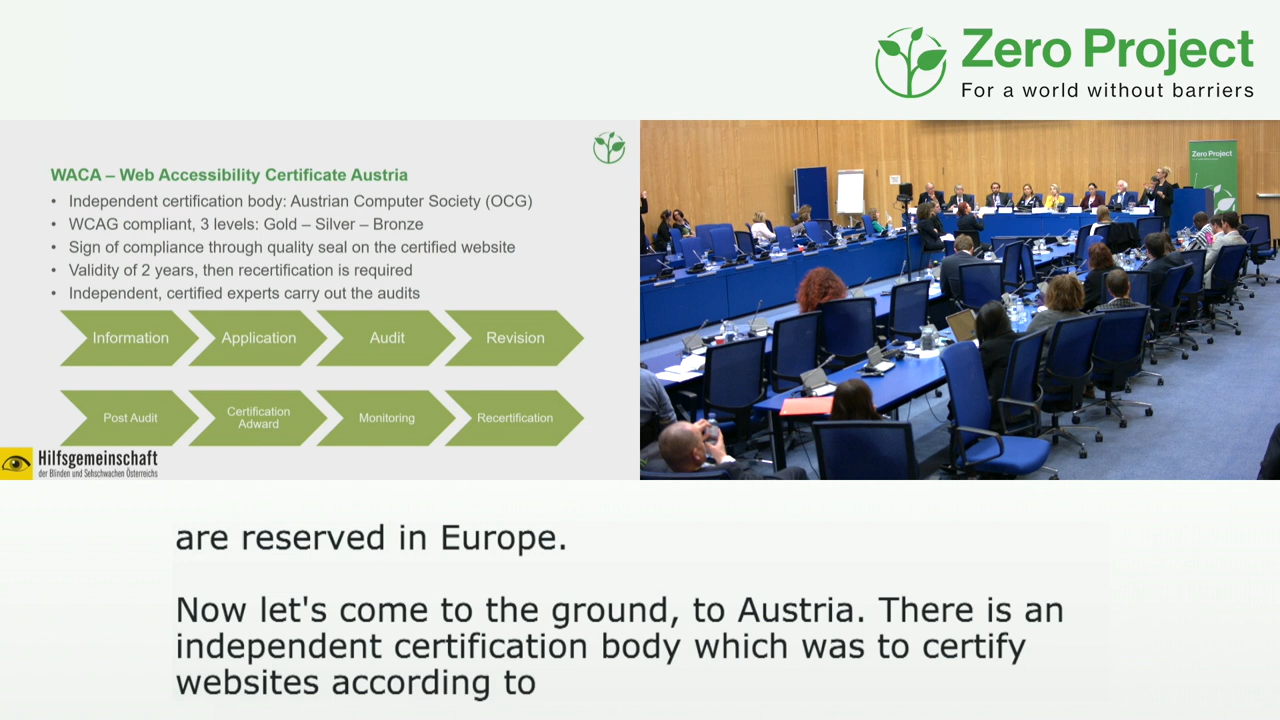 Zero Project
For a world without barriers
WACA – Web Accessibility Certificate Austria
• Independent certification body: Austrian Computer Society (OCG)
• WCAG compliant, 3 levels: Gold – Silver – Bronze
• Sign of compliance through quality seal on the certified website
• Validity of 2 years, then recertification is required
• Independent, certified experts carry out the audits
Information Application Audit Revision
Post Audit Certification Adward Monitoring Recertification
Hilfsgemeinschaft
der Blinden und Sehschwachen Österreichs
Zero Project
are reserved in Europe.
Now let's come to the ground, to Austria. There is an
independent certification body which was to certify
websites according to